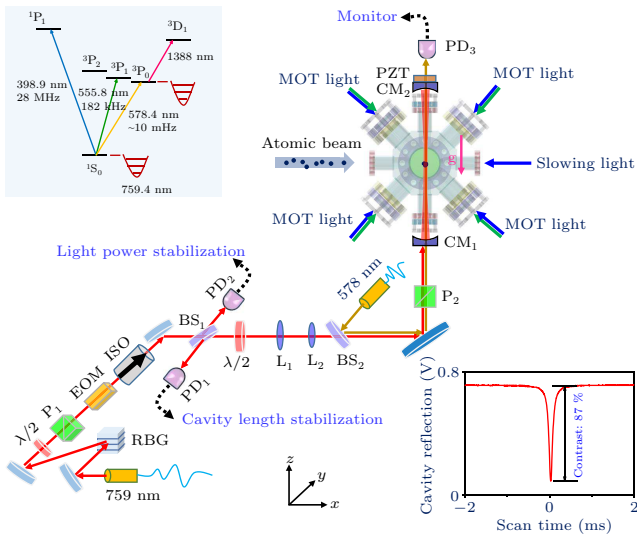 ¹P₁
³D₁
³P₂
³P₁
³P₀
1388 nm
398.9 nm
28 MHz
555.8 nm
182 kHz
578.4 nm
~10 mHz
¹S₀
759.4 nm
Monitor
PD₃
PZT
CM₂
MOT light
MOT light
Atomic beam
Slowing light
MOT light
MOT light
CM₁
Light power stabilization
578 nm
P₂
PD₂
BS₁
ISO
EOM
P₁
λ/2
λ/2
L₁
L₂
BS₂
PD₁
Cavity length stabilization
RBG
759 nm
z
y
x
Cavity reflection (V)
0.8
0
Contrast: 87 %
−2
0
2
Scan time (ms)